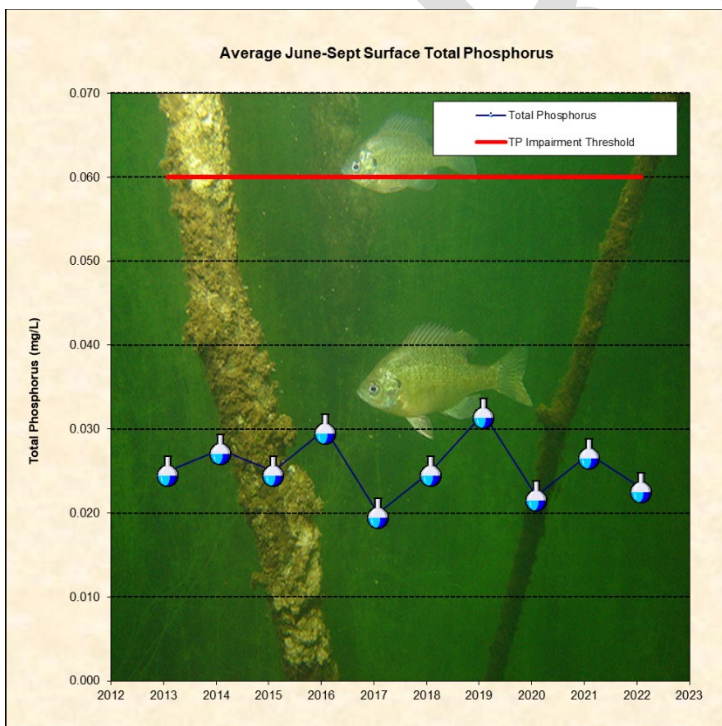 Average June-Sept Surface Total Phosphorus
0.070
Total Phosphorus
TP Impairment Threshold
0.060
0.050
0.040
Total Phosphorus (mg/L)
0.030
0.020
0.010
0.000
2012 2013 2014 2015 2016 2017 2018 2019 2020 2021 2022 2023